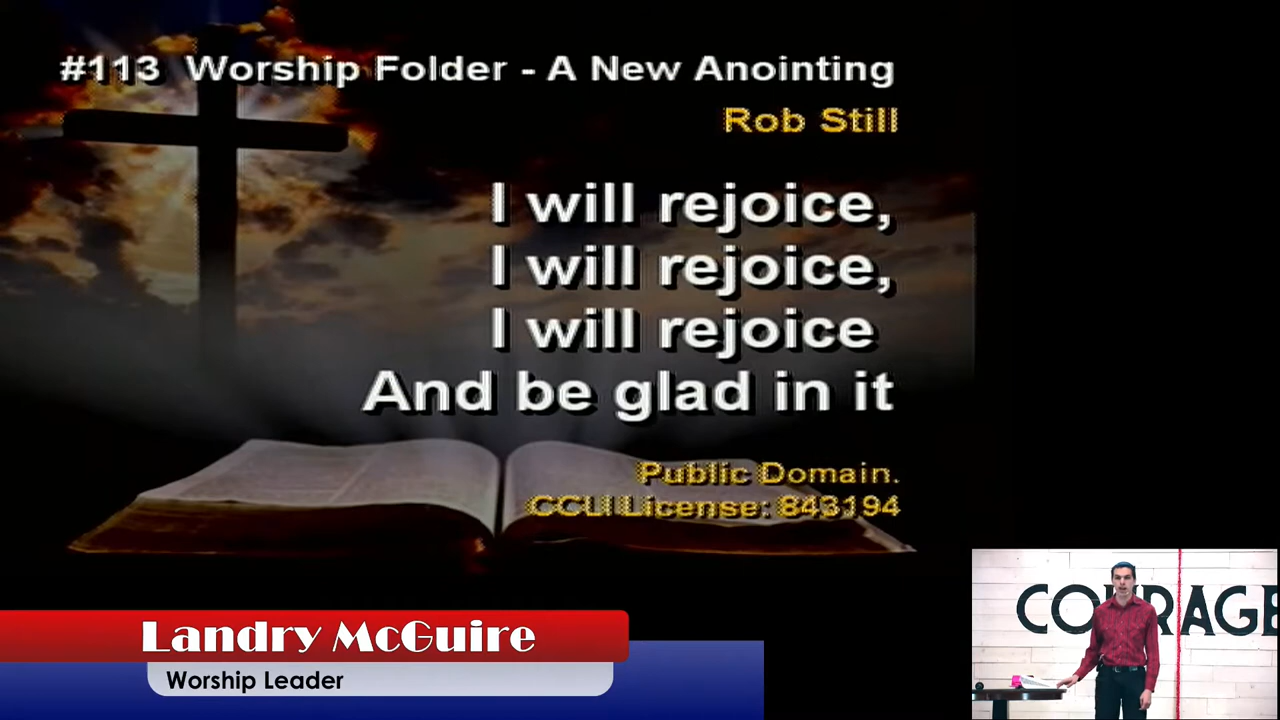 #113 Worship Folder - A New Anointing
Rob Still
I will rejoice,
I will rejoice,
I will rejoice
And be glad in it
Public Domain.
CCLI License: 843194
Landry McGuire
Worship Leader
COURAGE